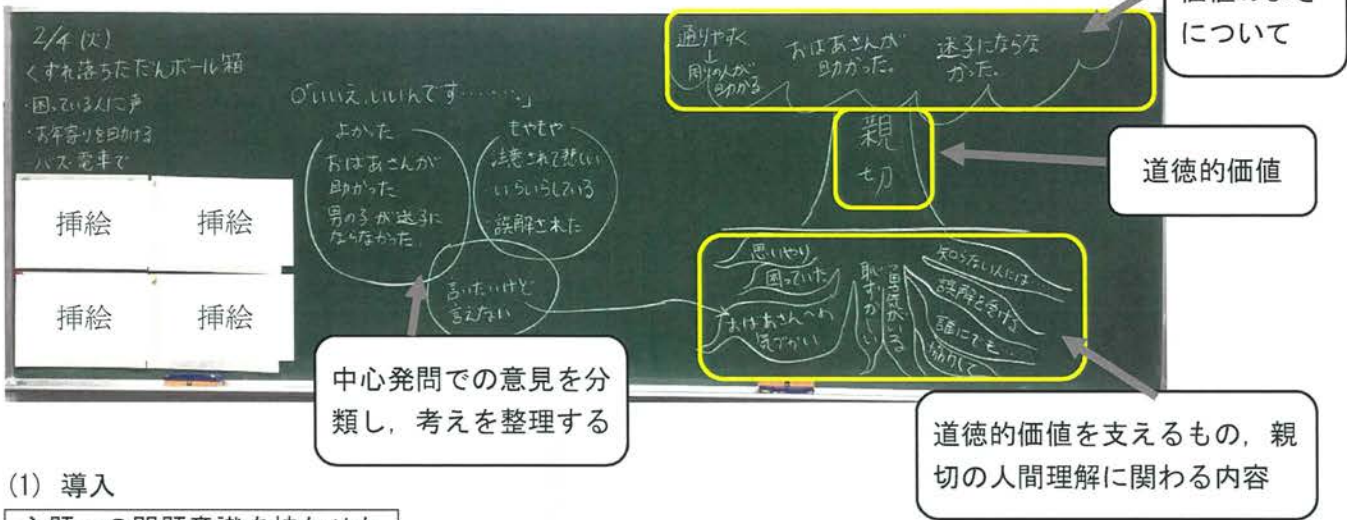 2/4 (火)
くずれ落ちただんボール箱
・困っている人に声
・お年寄りを助ける
－バス・電車で
挿絵
挿絵
挿絵
挿絵
○「いいえ、いいんです……‥」
よかった
おばあさんが
助かった
男の子が迷子に
ならなかった
もやもや
・注意されて悲しい
・いらいらしている
・誤解された
言いたいけど
言えない
通りやすく
↓
周りの人が
助かる
おばあさんが
助かった。
迷子にならな
かった。
親
切
思いやり
困っていた
おばあさんへの
気づかい
恥ずかしい
勇気がいる
知らない人には
誤解を受ける
誰にでも…
協力して
について
道徳的価値
中心発問での意見を分
類し，考えを整理する
道徳的価値を支えるもの，親
切の人間理解に関わる内容
(1) 導入